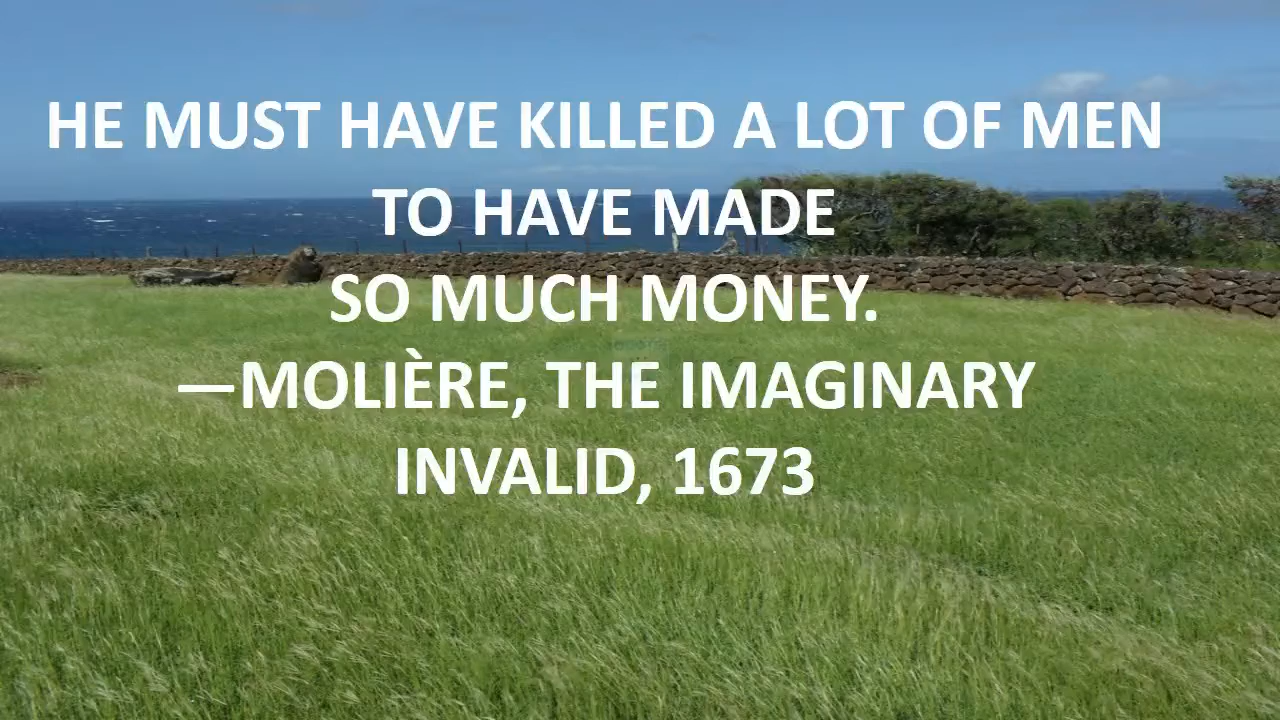 HE MUST HAVE KILLED A LOT OF MEN
TO HAVE MADE
SO MUCH MONEY.
—MOLIÈRE, THE IMAGINARY
INVALID, 1673